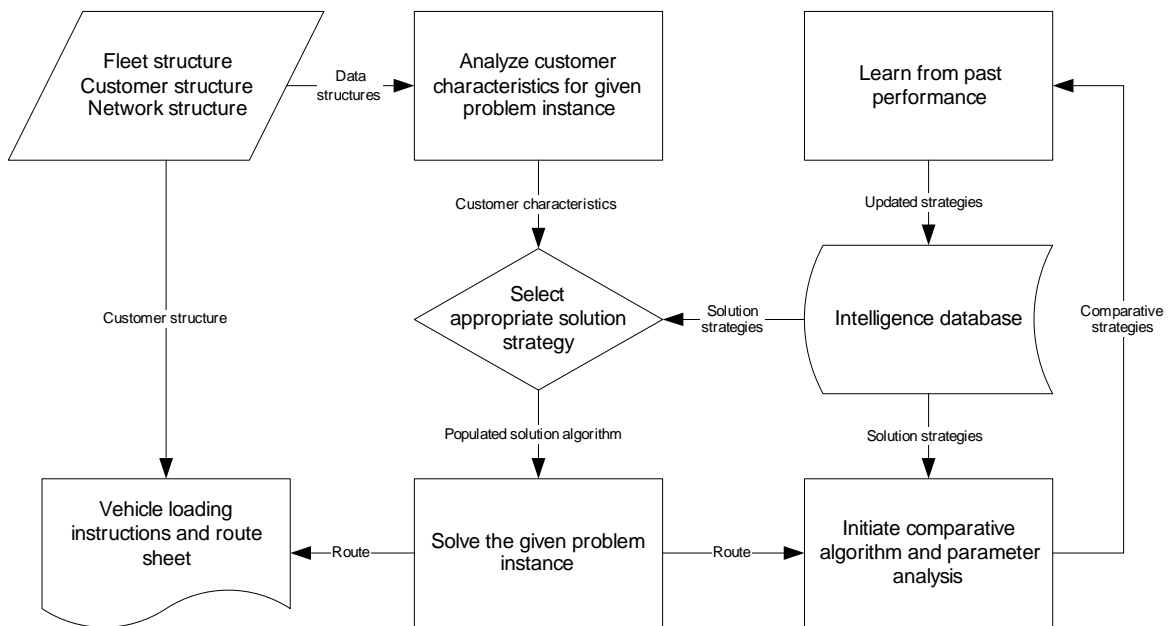 Fleet structure
Customer structure
Network structure
Data
structures
Analyze customer
characteristics for given
problem instance
Learn from past
performance
Customer characteristics
Updated strategies
Customer structure
Select
appropriate solution
strategy
Solution
strategies
Intelligence database
Comparative
strategies
Populated solution algorithm
Solution strategies
Vehicle loading
instructions and route
sheet
Route
Solve the given problem
instance
Route
Initiate comparative
algorithm and parameter
analysis